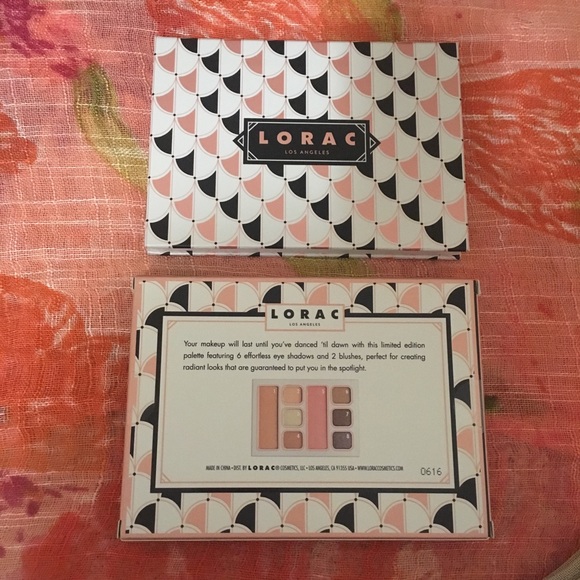 LORAC
LOS ANGELES
LORAC
LOS ANGELES
Your makeup will last until you've danced 'til dawn with this limited edition
palette featuring 6 effortless eye shadows and 2 blushes, perfect for creating
radiant looks that are guaranteed to put you in the spotlight.
MADE IN CHINA • DIST. BY LORAC® COSMETICS, LLC • LOS ANGELES, CA 91355 USA • WWW.LORACCOSMETICS.COM
0616